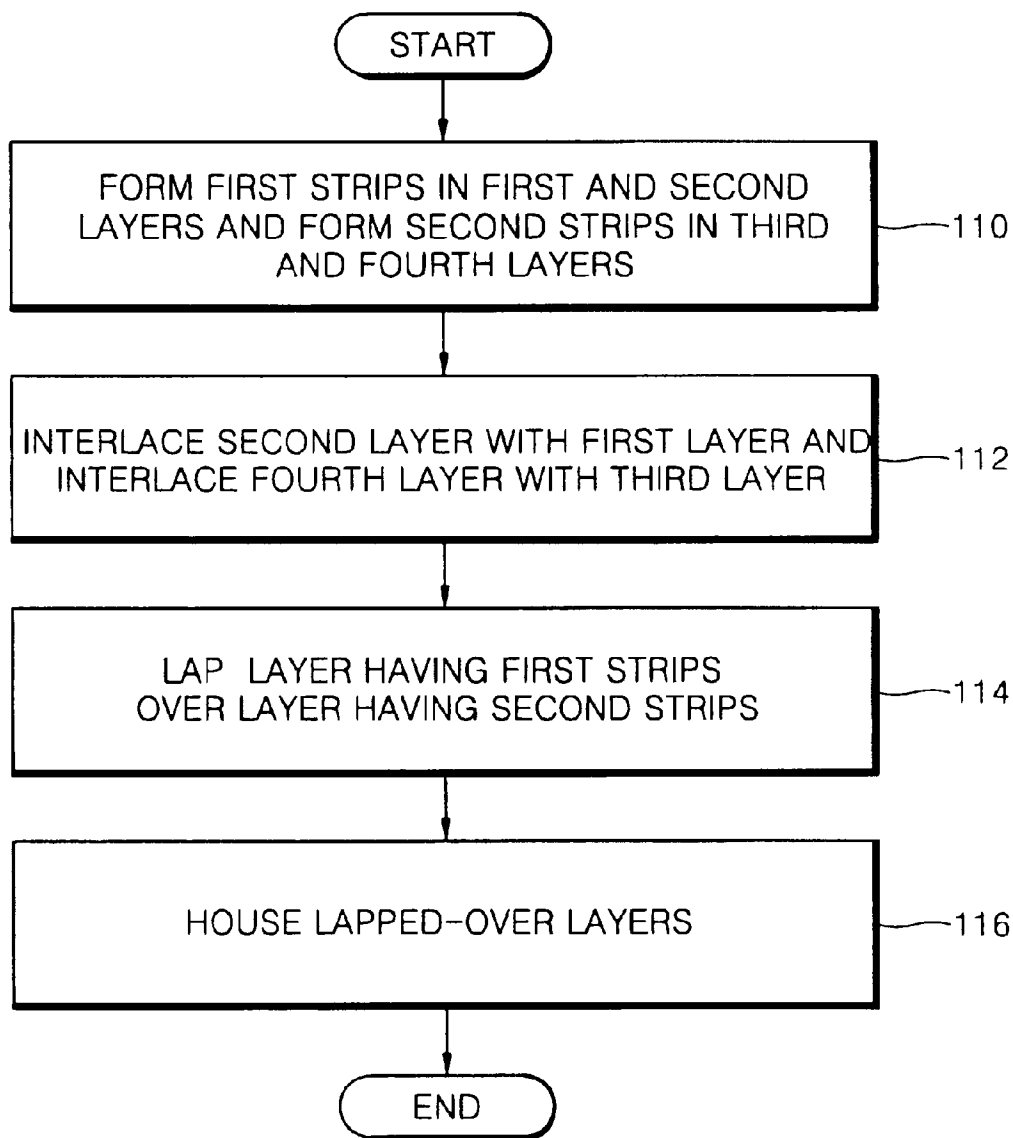 START
FORM FIRST STRIPS IN FIRST AND SECOND
LAYERS AND FORM SECOND STRIPS IN THIRD
AND FOURTH LAYERS
110
INTERLACE SECOND LAYER WITH FIRST LAYER AND
INTERLACE FOURTH LAYER WITH THIRD LAYER
112
LAP LAYER HAVING FIRST STRIPS
OVER LAYER HAVING SECOND STRIPS
114
HOUSE LAPPED-OVER LAYERS
116
END